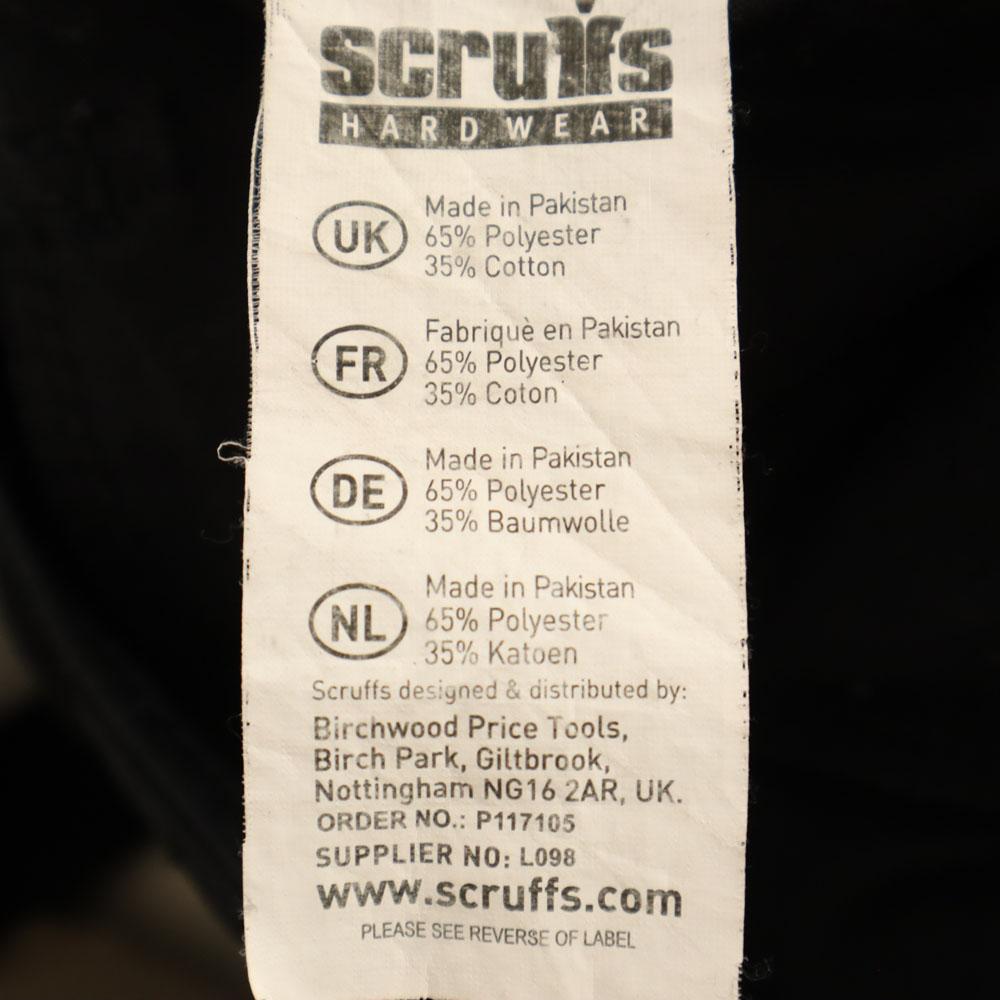 scruffs
HARDWEAR
UK
Made in Pakistan
65% Polyester
35% Cotton
FR
Fabriquè en Pakistan
65% Polyester
35% Coton
DE
Made in Pakistan
65% Polyester
35% Baumwolle
NL
Made in Pakistan
65% Polyester
35% Katoen
Scruffs designed & distributed by:
Birchwood Price Tools,
Birch Park, Giltbrook,
Nottingham NG16 2AR, UK.
ORDER NO.: P117105
SUPPLIER NO: L098
www.scruffs.com
PLEASE SEE REVERSE OF LABEL